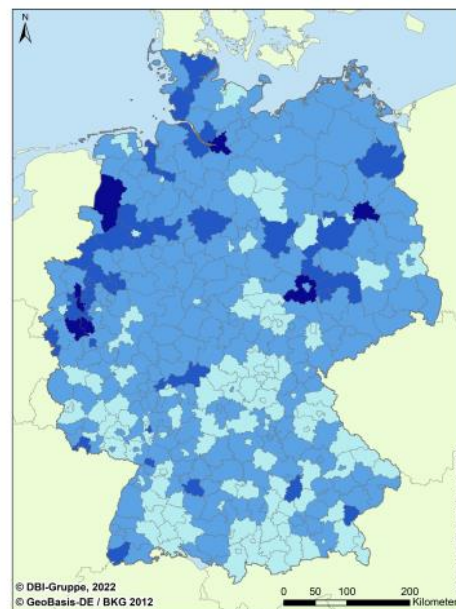 N
© DBI-Gruppe, 2022
© GeoBasis-DE / BKG 2012
0 50 100 200
Kilometer